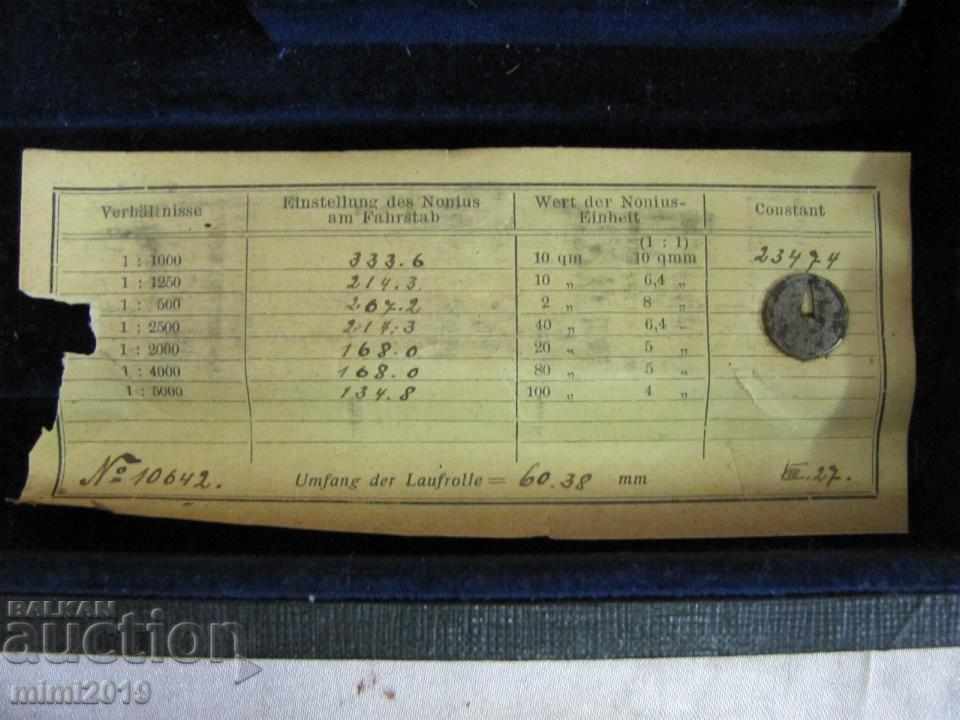 Verhältnisse Einstellung des Nonius am Fahrstab Wert der Nonius-Einheit Constant
(1 : 1)
1 : 1000 333.6 10 qm 10 qmm 23474
1 : 1250 214.3 10 „ 6,4 „
1 : 500 267.2 2 „ 8 „
1 : 2500 214.3 40 „ 6,4 „
1 : 2000 168.0 20 „ 5 „
1 : 4000 168.0 80 „ 5 „
1 : 5000 134.8 100 „ 4 „
No 10642. Umfang der Laufrolle = 60.38 mm VIII. 27.
BALKAN
auction
mimi2019